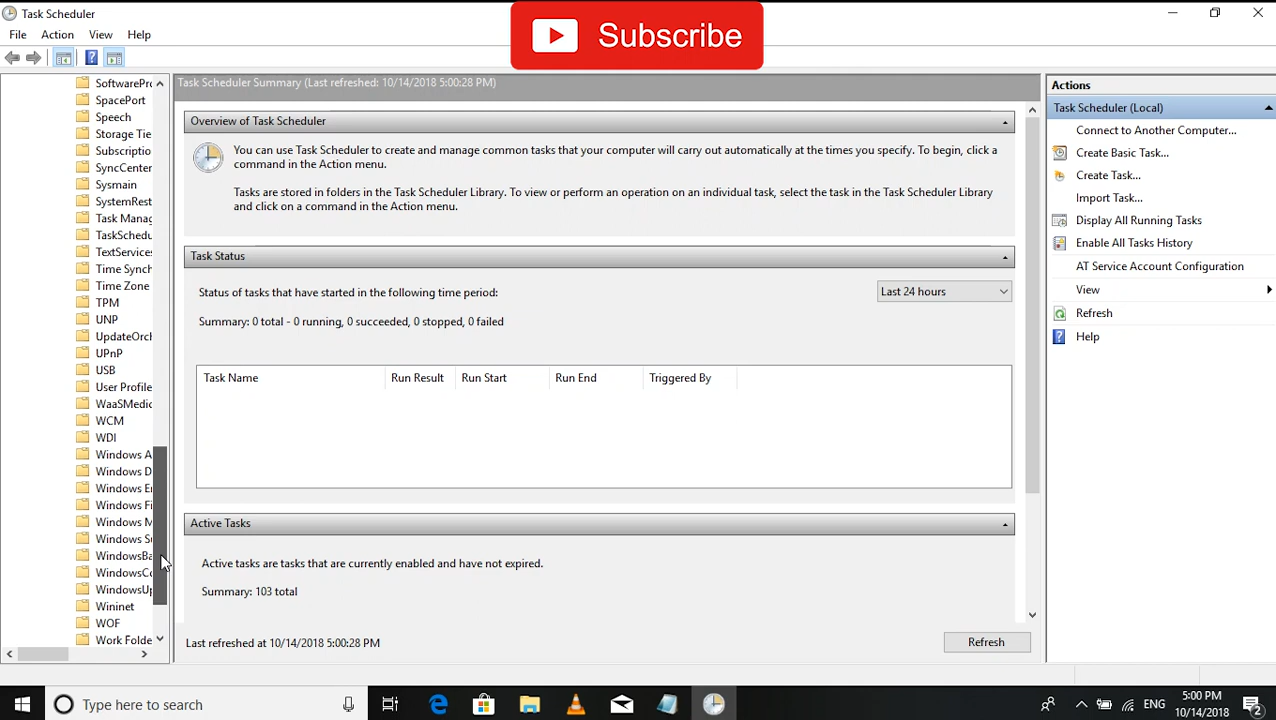 Task Scheduler
Subscribe
File Action View Help
SoftwarePro
SpacePort
Speech
Storage Tie
Subscriptio
SyncCenter
Sysmain
SystemRest
Task Manag
TaskSchedu
TextServices
Time Synch
Time Zone
TPM
UNP
UpdateOrch
UPnP
USB
User Profile
WaaSMedic
WCM
WDI
Windows A
Windows D
Windows Er
Windows Fi
Windows M
Windows Su
WindowsBa
WindowsCo
WindowsUp
Wininet
WOF
Work Folde
Task Scheduler Summary (Last refreshed: 10/14/2018 5:00:28 PM)
Overview of Task Scheduler
You can use Task Scheduler to create and manage common tasks that your computer will carry out automatically at the times you specify. To begin, click a
command in the Action menu.
Tasks are stored in folders in the Task Scheduler Library. To view or perform an operation on an individual task, select the task in the Task Scheduler Library
and click on a command in the Action menu.
Task Status
Status of tasks that have started in the following time period:
Last 24 hours
Summary: 0 total - 0 running, 0 succeeded, 0 stopped, 0 failed
Task Name Run Result Run Start Run End Triggered By
Active Tasks
Active tasks are tasks that are currently enabled and have not expired.
Summary: 103 total
Last refreshed at 10/14/2018 5:00:28 PM
Refresh
Actions
Task Scheduler (Local)
Connect to Another Computer...
Create Basic Task...
Create Task...
Import Task...
Display All Running Tasks
Enable All Tasks History
AT Service Account Configuration
View
Refresh
Help
Type here to search
ENG
5:00 PM
10/14/2018
2